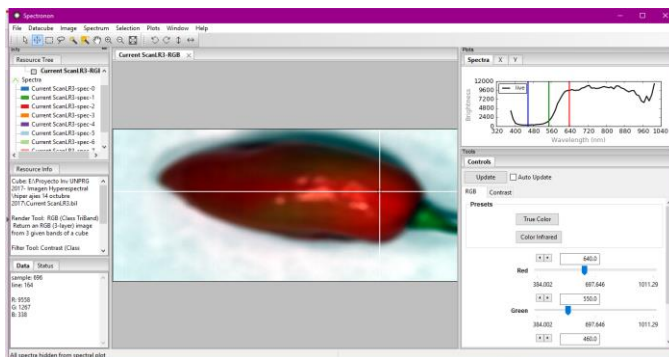 Spectronon
File Datacube Image Spectrum Selection Plots Window Help
Resource Tree
Current ScanLR3-RGB
Spectra
Current ScanLR3-spec-0
Current ScanLR3-spec-1
Current ScanLR3-spec-2
Current ScanLR3-spec-3
Current ScanLR3-spec-4
Current ScanLR3-spec-5
Current ScanLR3-spec-6
Resource Info
Cube: E:\Proyecto Inv UNPRG
2017- Imagen Hyperespectral
\hiper ajies 14 octubre
2017\Current ScanLR3.bil
Render Tool: RGB (Class TriBand)
Return an RGB (3-layer) image
from 3 given bands of a cube
Filter Tool: Contrast (Class
Data Status
sample: 696
line: 164
R: 9556
G: 1267
B: 338
All spectra hidden from spectral plot
Current ScanLR3-RGB ×
Plots
Spectra X Y
live
Brightness
12000
9600
7200
4800
2400
0
320 400 480 560 640 720 800 880 960 1040
Wavelength (nm)
Tools
Controls
Update Auto Update
RGB Contrast
Presets
True Color
Color Infrared
640.0
Red
384.002 697.646 1011.29
550.0
Green
384.002 697.646 1011.29
460.0